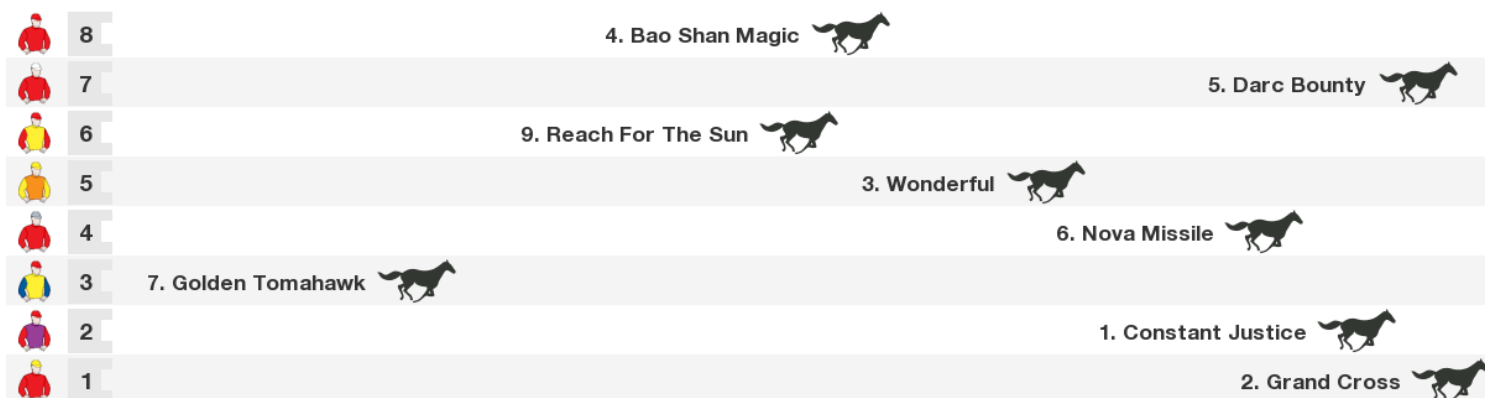 8 4. Bao Shan Magic
7 5. Darc Bounty
6 9. Reach For The Sun
5 3. Wonderful
4 6. Nova Missile
3 7. Golden Tomahawk
2 1. Constant Justice
1 2. Grand Cross